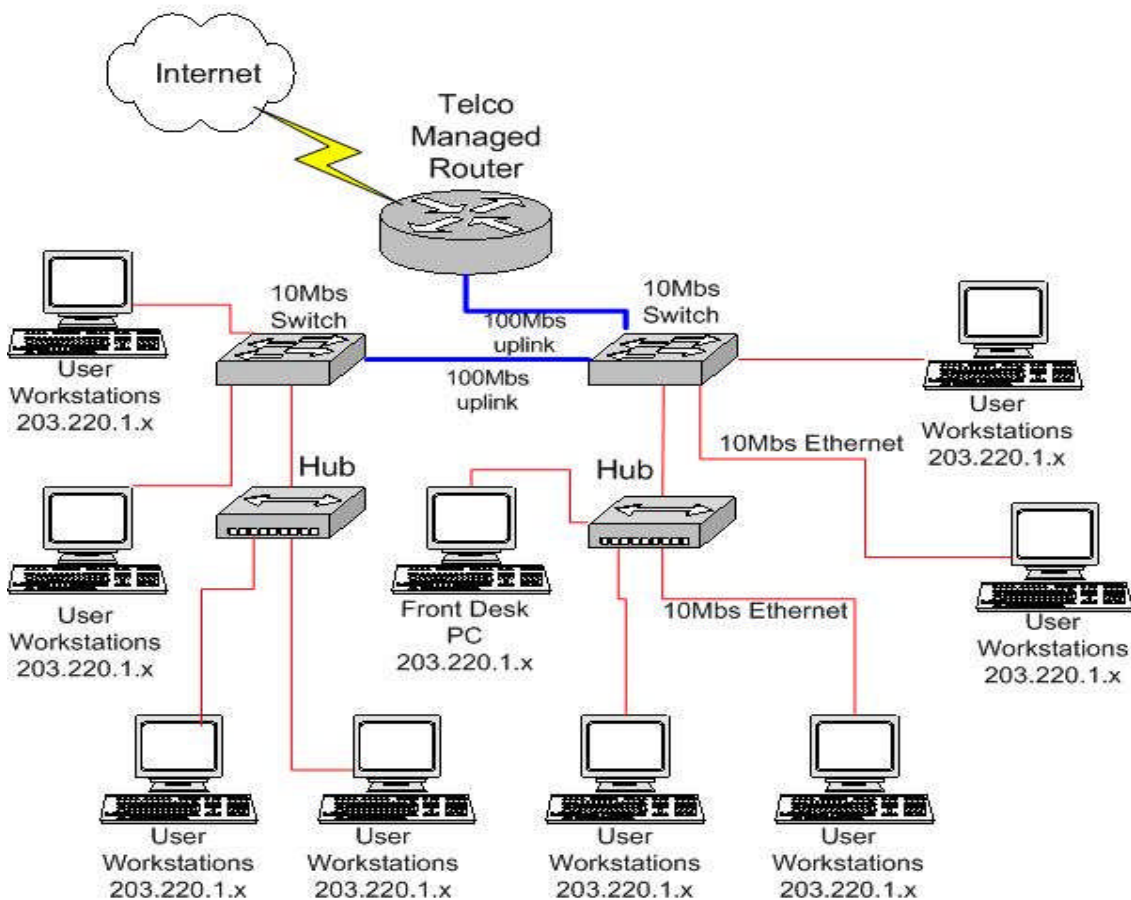 Internet
Telco
Managed
Router
10Mbs
Switch
100Mbs
uplink
10Mbs
Switch
100Mbs
uplink
User
Workstations
203.220.1.x
User
Workstations
203.220.1.x
Hub
Hub
10Mbs Ethernet
User
Workstations
203.220.1.x
Front Desk
PC
203.220.1.x
10Mbs Ethernet
User
Workstations
203.220.1.x
User
Workstations
203.220.1.x
User
Workstations
203.220.1.x
User
Workstations
203.220.1.x
User
Workstations
203.220.1.x